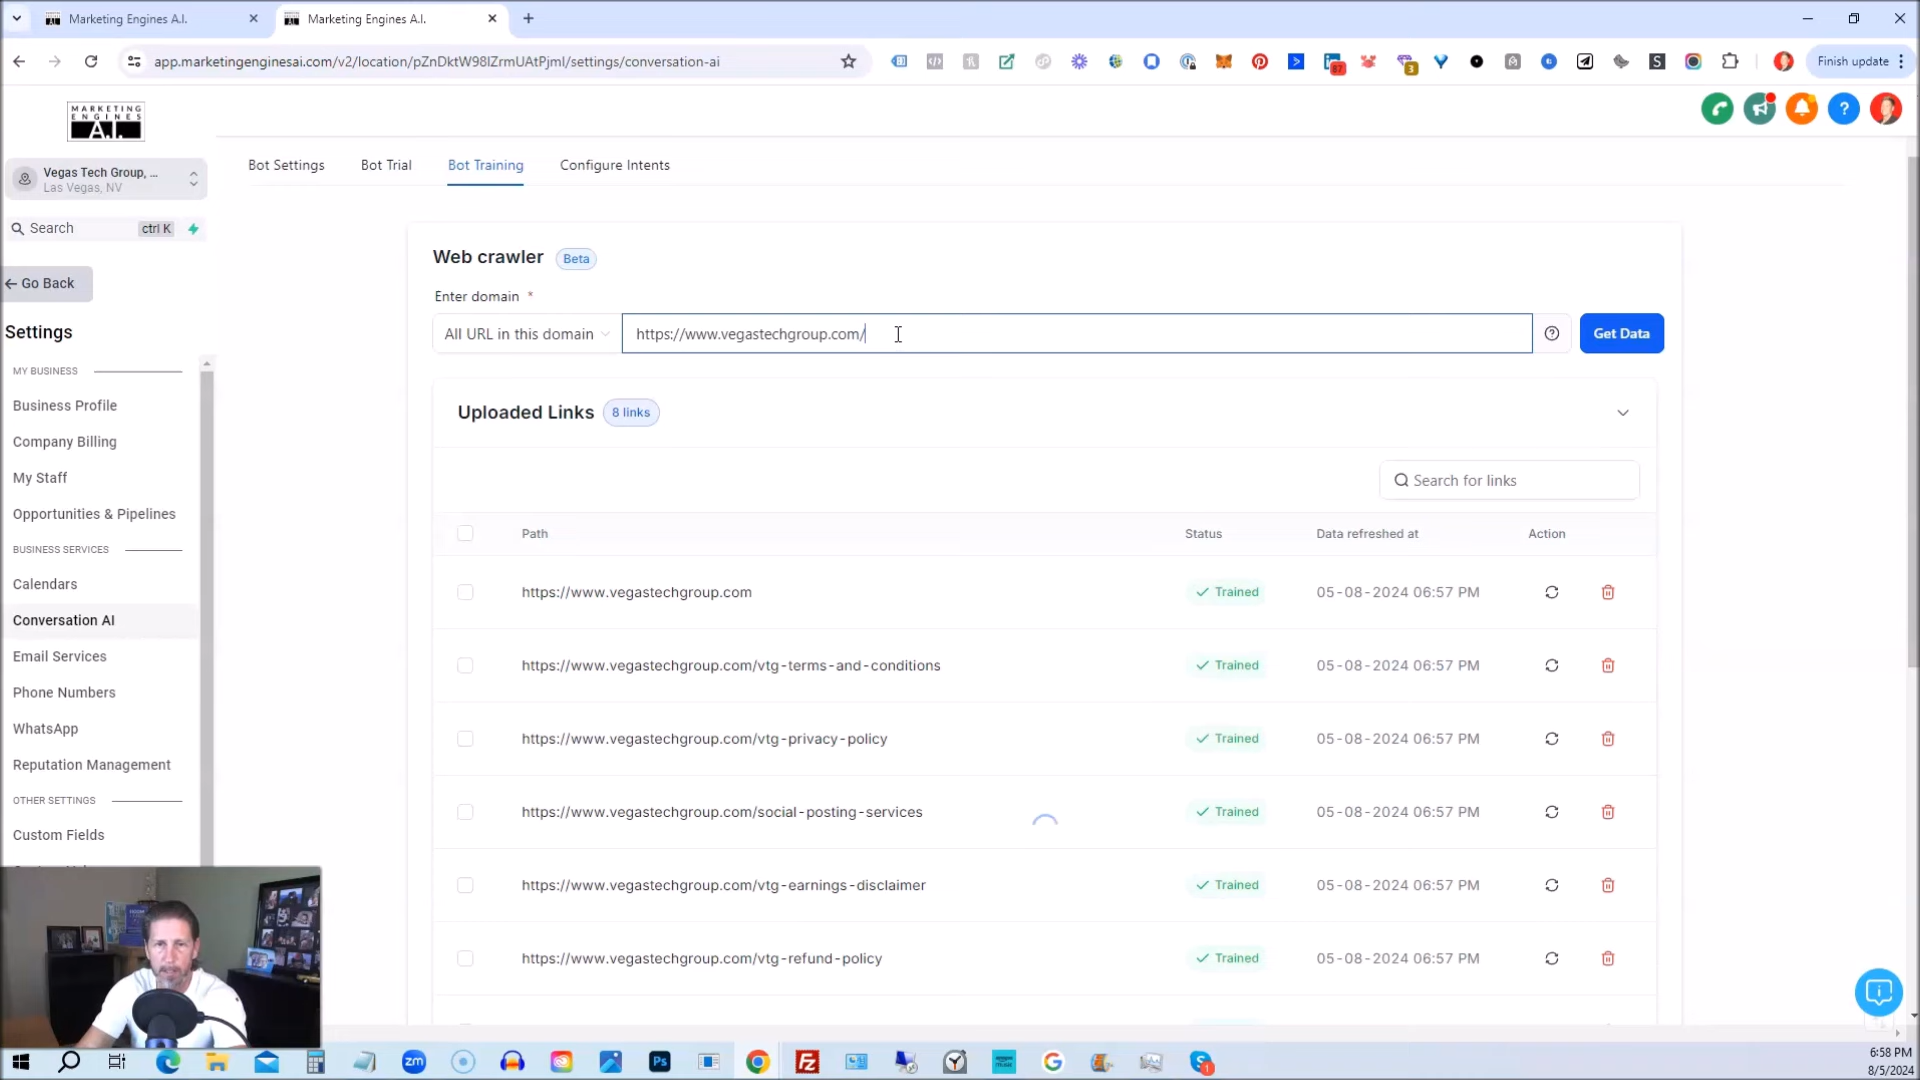 Marketing Engines A.I.
Marketing Engines A.I.
app.marketingenginesai.com/v2/location/pZnDktW98lZrmUAtPjml/settings/conversation-ai
87
3
S
Finish update
MARKETING
ENGINES
A.I.
Vegas Tech Group, ...
Las Vegas, NV
Search
ctrl K
Go Back
Settings
MY BUSINESS
Business Profile
Company Billing
My Staff
Opportunities & Pipelines
BUSINESS SERVICES
Calendars
Conversation AI
Email Services
Phone Numbers
WhatsApp
Reputation Management
OTHER SETTINGS
Custom Fields
Bot Settings
Bot Trial
Bot Training
Configure Intents
Web crawler
Beta
Enter domain *
All URL in this domain
https://www.vegastechgroup.com/
Get Data
Uploaded Links
8 links
Search for links
Path
Status
Data refreshed at
Action
https://www.vegastechgroup.com
Trained
05-08-2024 06:57 PM
https://www.vegastechgroup.com/vtg-terms-and-conditions
Trained
05-08-2024 06:57 PM
https://www.vegastechgroup.com/vtg-privacy-policy
Trained
05-08-2024 06:57 PM
https://www.vegastechgroup.com/social-posting-services
Trained
05-08-2024 06:57 PM
https://www.vegastechgroup.com/vtg-earnings-disclaimer
Trained
05-08-2024 06:57 PM
https://www.vegastechgroup.com/vtg-refund-policy
Trained
05-08-2024 06:57 PM
zm
Ps
FZ
1
6:58 PM
8/5/2024